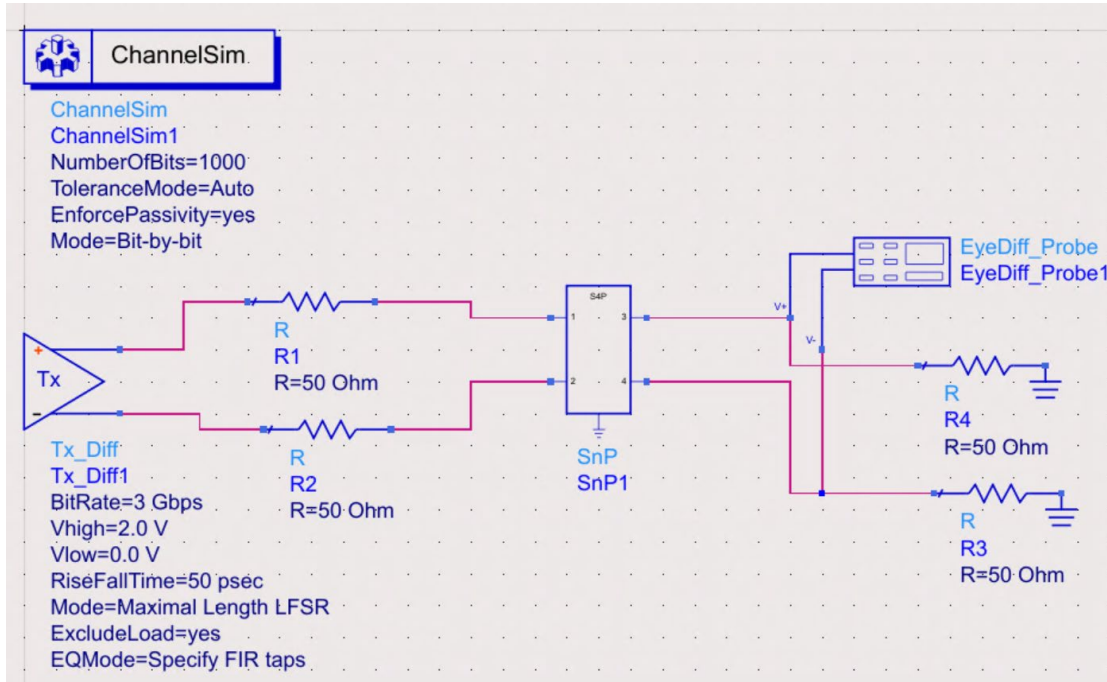 ChannelSim
ChannelSim
ChannelSim1
NumberOfBits=1000
ToleranceMode=Auto
EnforcePassivity=yes
Mode=Bit-by-bit
EyeDiff_Probe
EyeDiff_Probe1
V+
V-
S4P
1
2
3
4
R
R1
R=50 Ohm
R
R2
R=50 Ohm
SnP
SnP1
R
R4
R=50 Ohm
R
R3
R=50 Ohm
+
Tx
-
Tx_Diff
Tx_Diff1
BitRate=3 Gbps
Vhigh=2.0 V
Vlow=0.0 V
RiseFallTime=50 psec
Mode=Maximal Length LFSR
ExcludeLoad=yes
EQMode=Specify FIR taps